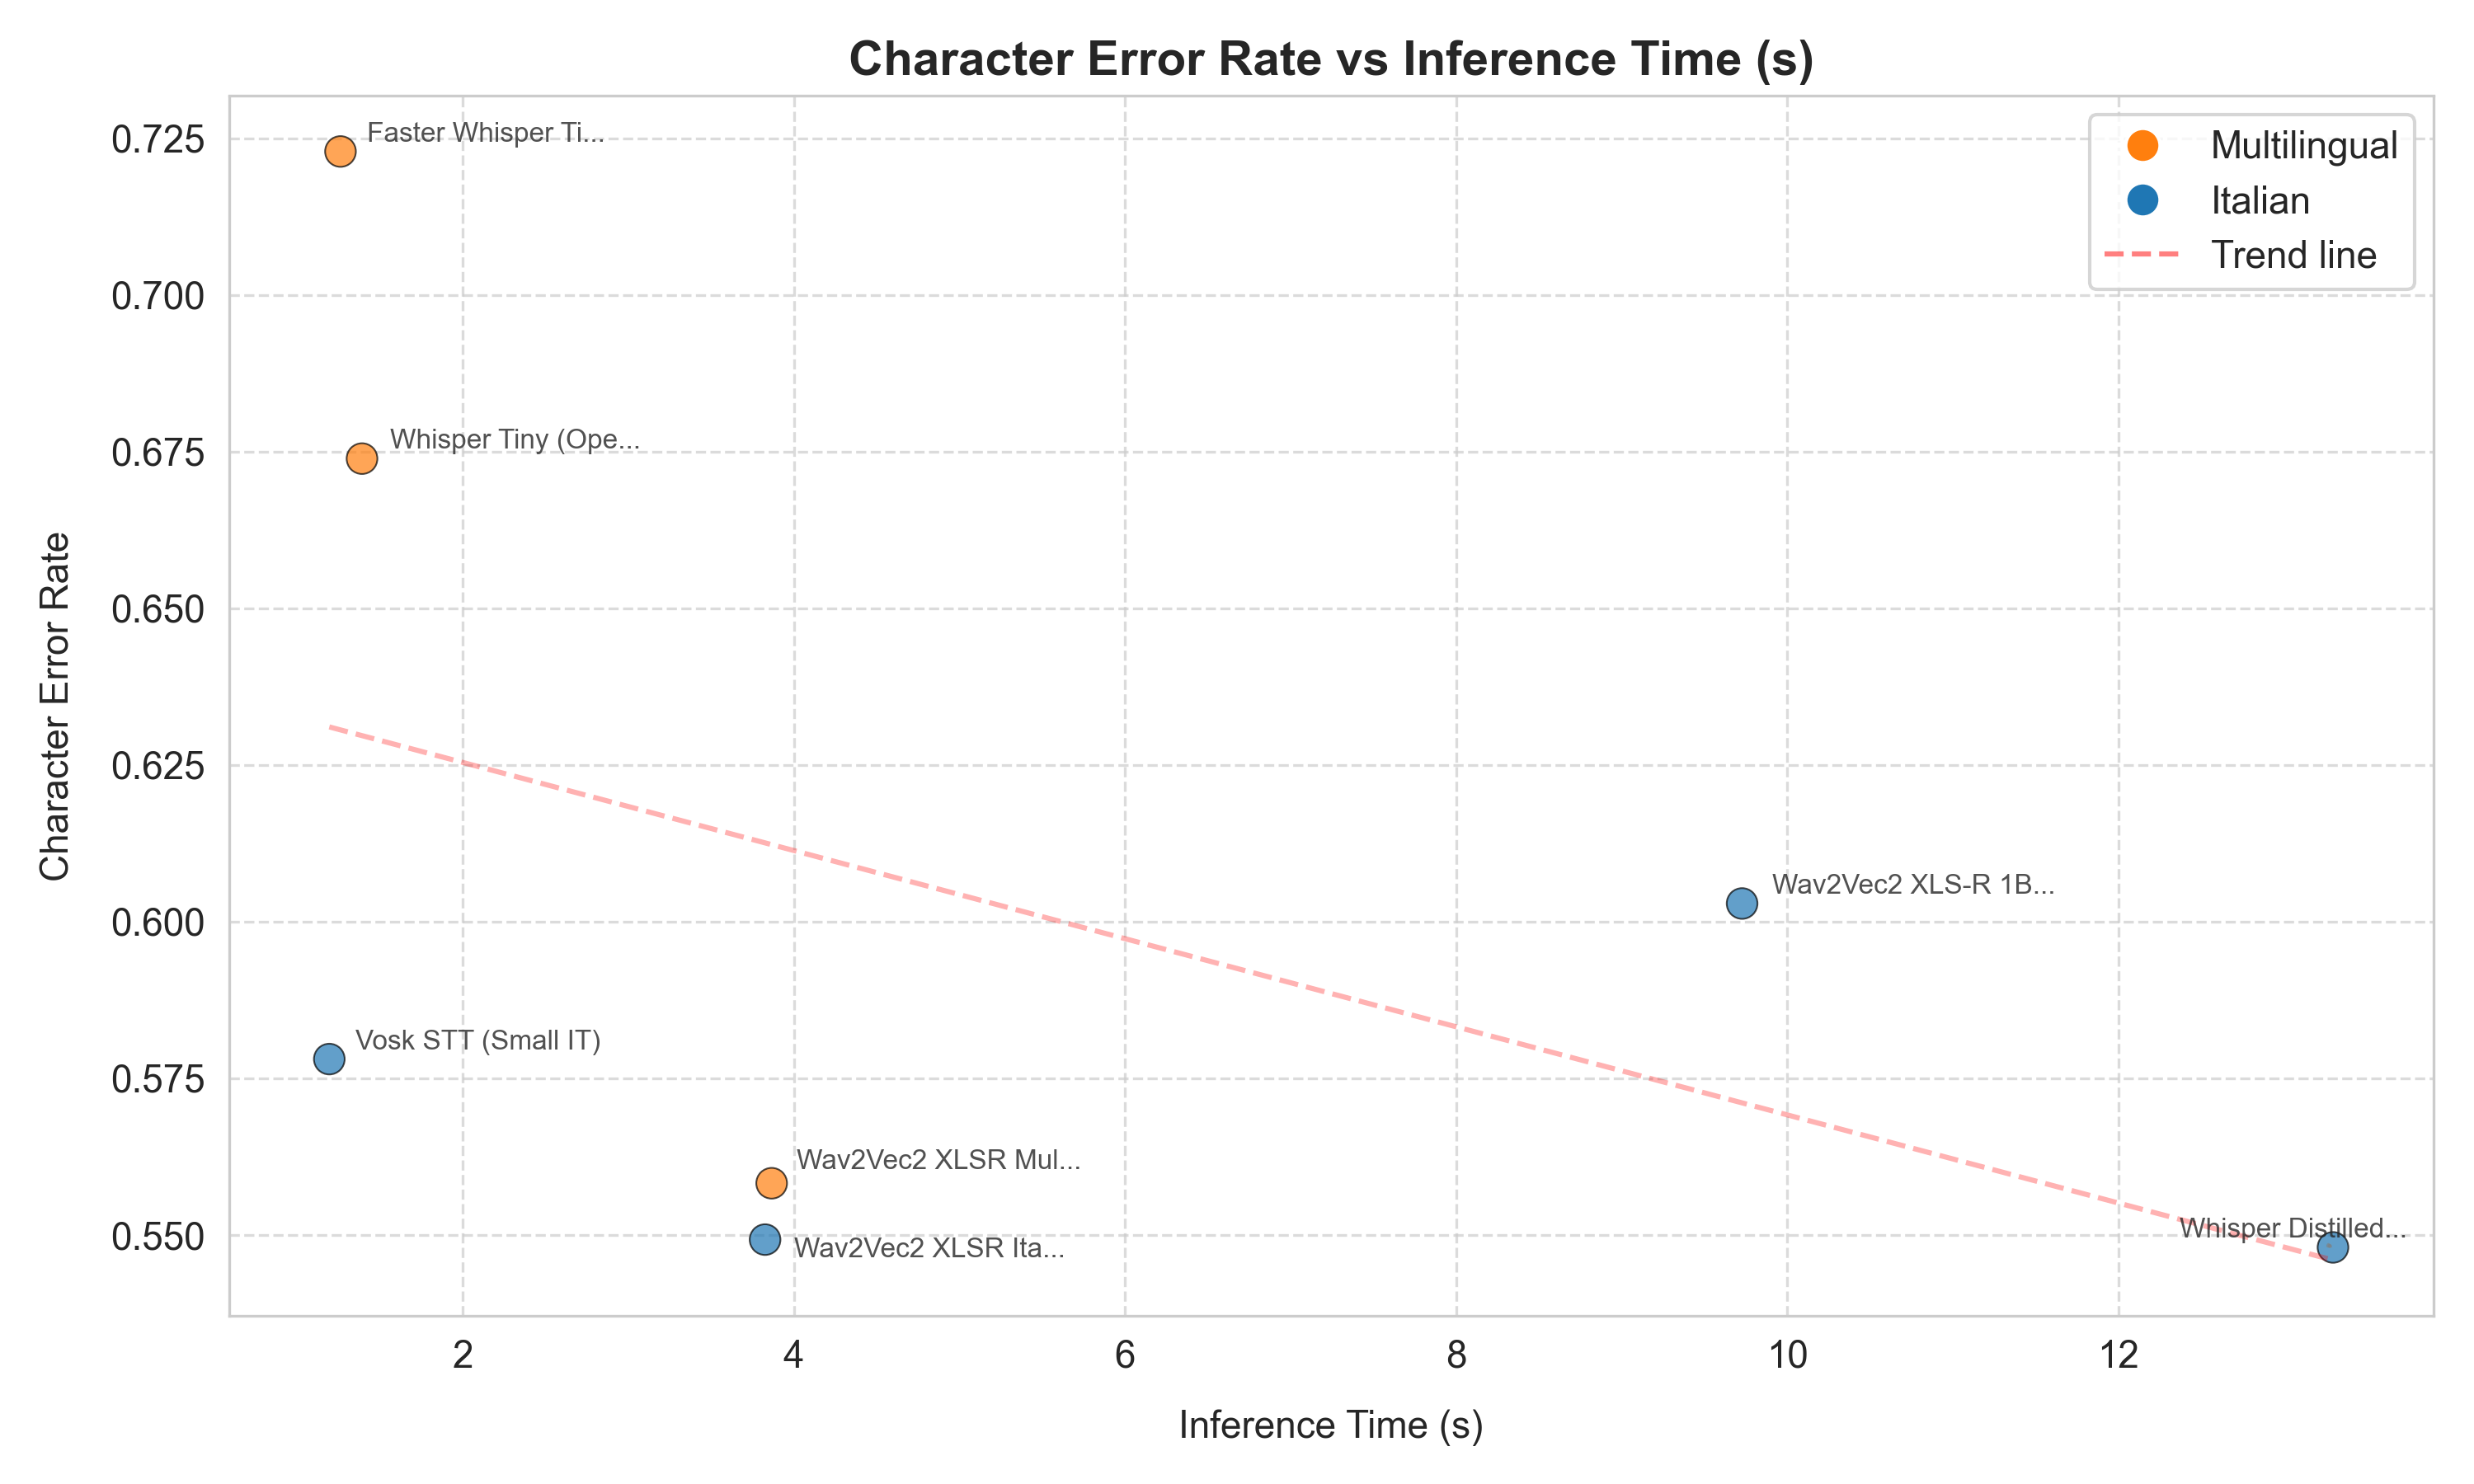 Character Error Rate vs Inference Time (s)
Multilingual
Italian
Trend line
Character Error Rate
0.725
0.700
0.675
0.650
0.625
0.600
0.575
0.550
Faster Whisper Ti...
Whisper Tiny (Ope...
Wav2Vec2 XLS-R 1B...
Vosk STT (Small IT)
Wav2Vec2 XLSR Mul...
Wav2Vec2 XLSR Ita...
Whisper Distilled...
2
4
6
8
10
12
Inference Time (s)